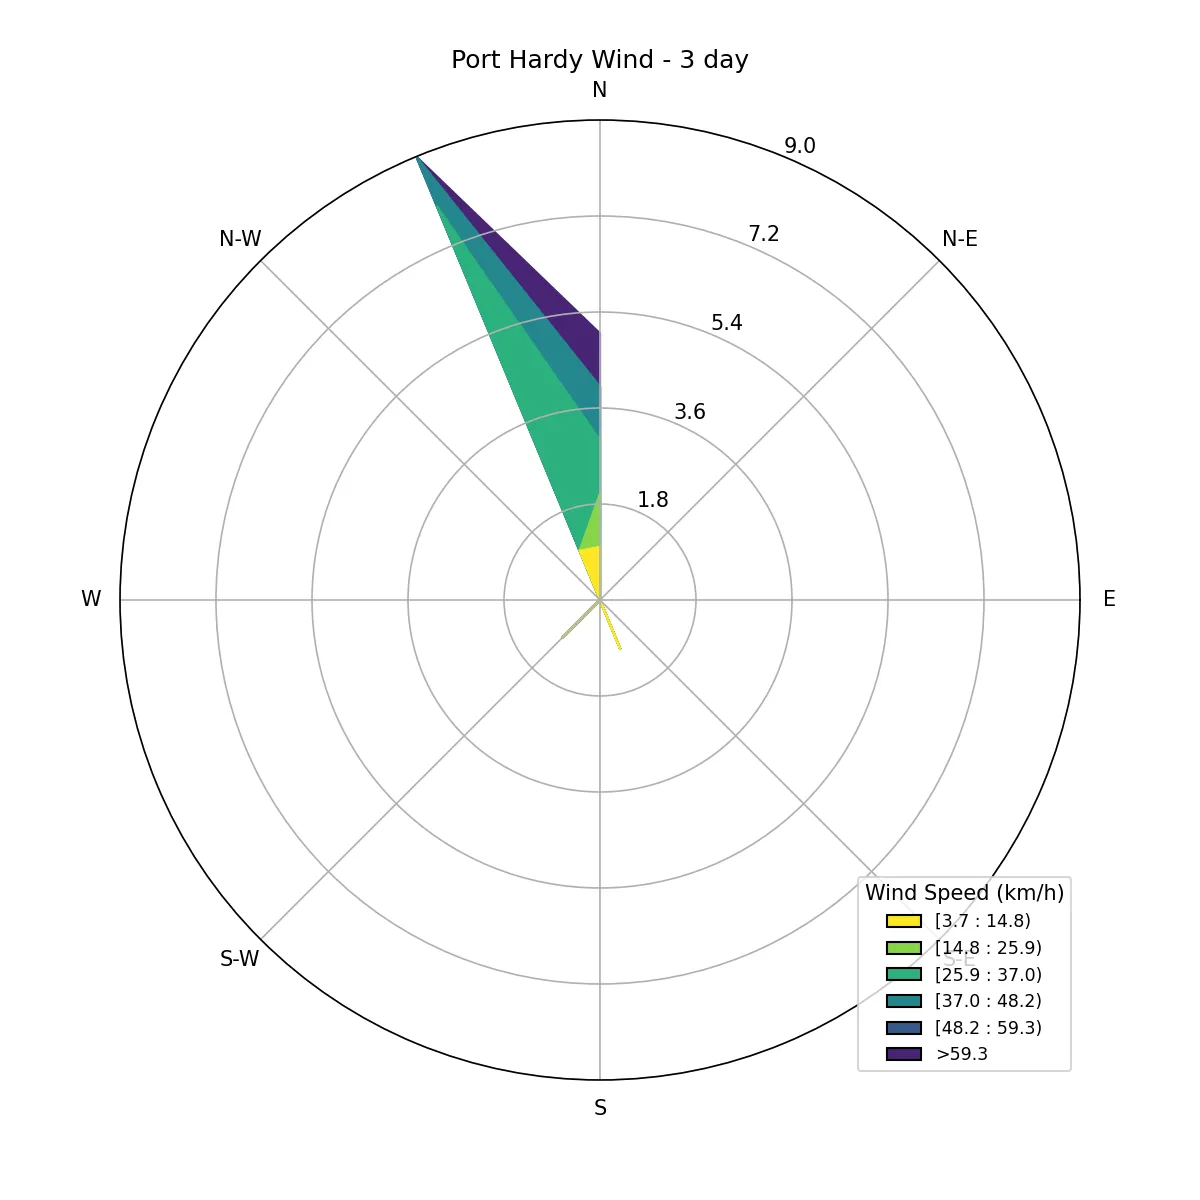 Port Hardy Wind - 3 day
N
9.0
N-W
N-E
7.2
5.4
3.6
1.8
W
E
Wind Speed (km/h)
[3.7 : 14.8)
[14.8 : 25.9)
S-W
S-E
[25.9 : 37.0)
[37.0 : 48.2)
[48.2 : 59.3)
>59.3
S